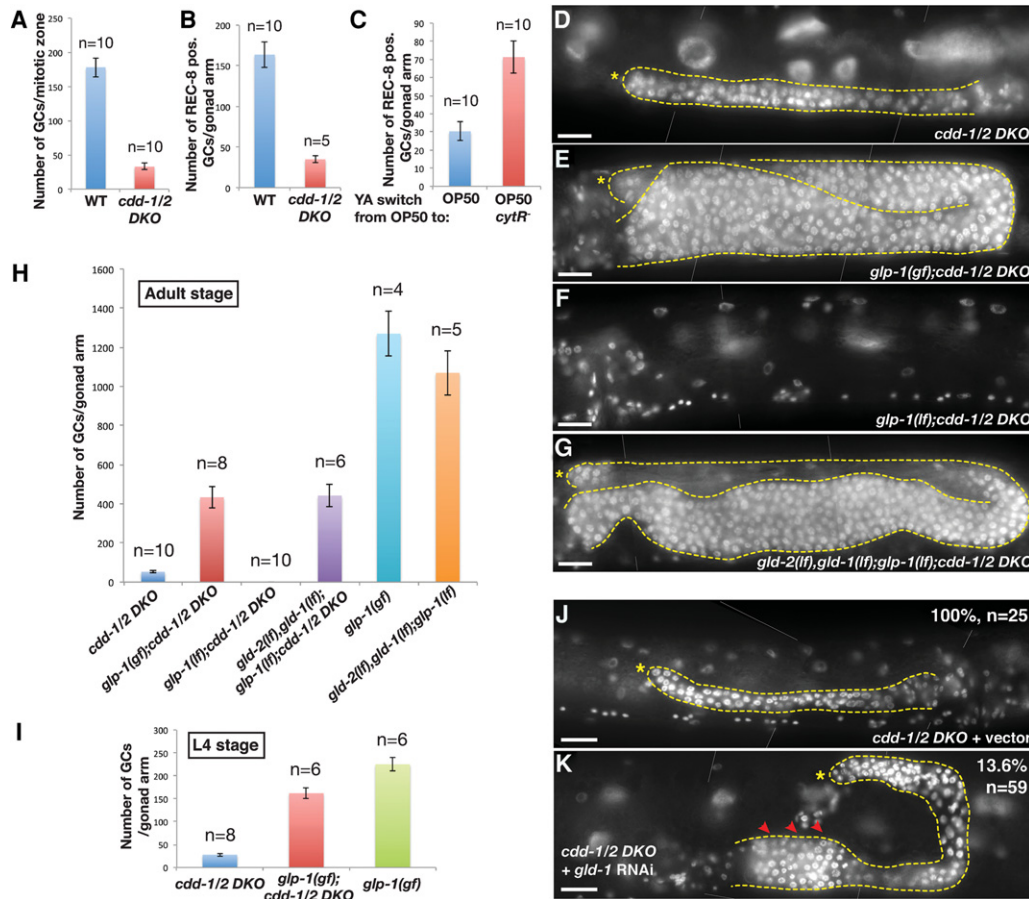 A
Number of GCs/mitotic zone
250
200
150
100
50
0
n=10
n=10
WT
cdd-1/2
DKO
B
Number of REC-8 pos.
GCs/gonad arm
200
150
100
50
0
n=10
n=5
WT
cdd-1/2
DKO
C
Number of REC-8 pos.
GCs/gonad arm
90
80
70
60
50
40
30
20
10
0
n=10
n=10
YA switch
from OP50 to:
OP50
OP50
cytR-
D
*
cdd-1/2 DKO
E
*
glp-1(gf);cdd-1/2 DKO
F
glp-1(lf);cdd-1/2 DKO
G
*
gld-2(lf),gld-1(lf);glp-1(lf);cdd-1/2 DKO
H
Adult stage
Number of GCs/gonad arm
1600
1400
1200
1000
800
600
400
200
0
n=10
n=8
n=10
n=6
n=4
n=5
cdd-1/2 DKO
glp-1(gf);cdd-1/2 DKO
glp-1(lf);cdd-1/2 DKO
gld-2(lf),gld-1(lf);
glp-1(lf);cdd-1/2 DKO
glp-1(gf)
gld-2(lf),gld-1(lf);glp-1(lf)
I
L4 stage
Number of GCs
/gonad arm
300
250
200
150
100
50
0
n=8
n=6
n=6
cdd-1/2 DKO
glp-1(gf);
cdd-1/2 DKO
glp-1(gf)
J
100%, n=25
*
cdd-1/2 DKO + vector
K
13.6%
n=59
*
cdd-1/2 DKO
+ gld-1 RNAi